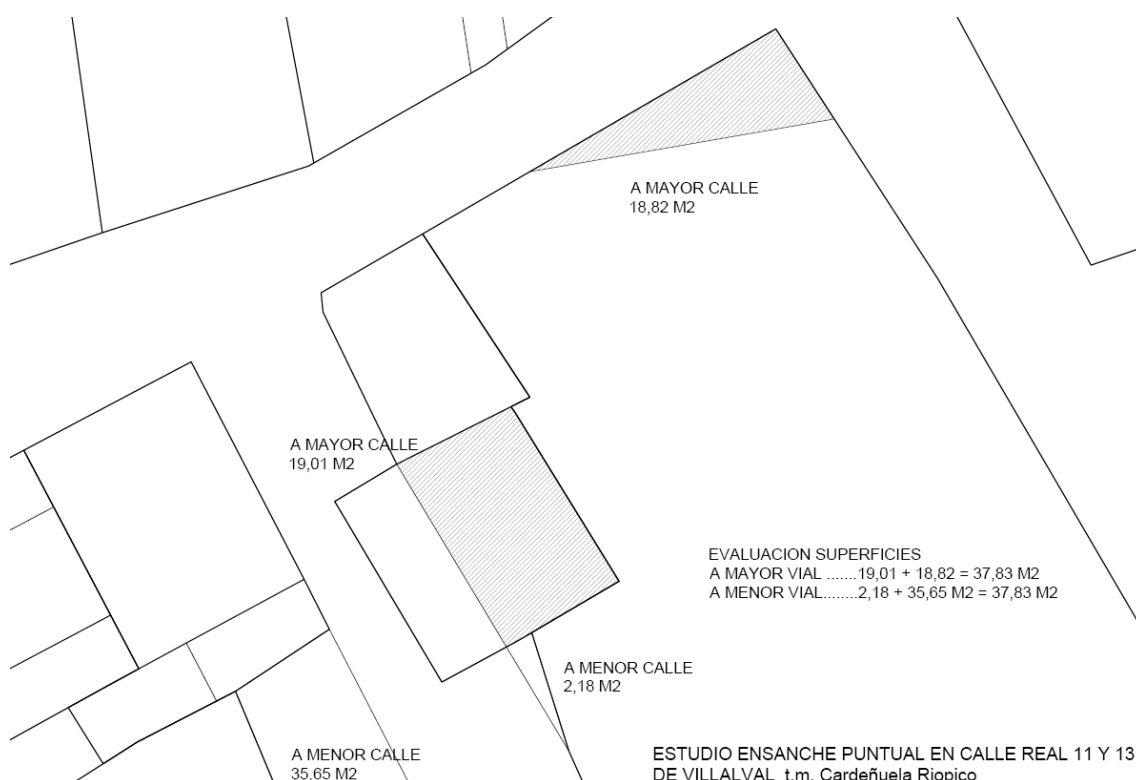 A MAYOR CALLE
18,82 M2
A MAYOR CALLE
19,01 M2
EVALUACION SUPERFICIES
A MAYOR VIAL .......19,01 + 18,82 = 37,83 M2
A MENOR VIAL........2,18 + 35,65 M2 = 37,83 M2
A MENOR CALLE
2,18 M2
A MENOR CALLE
35,65 M2
ESTUDIO ENSANCHE PUNTUAL EN CALLE REAL 11 Y 13
DE VILLALVAL t.m. Cardeñuela Riopico